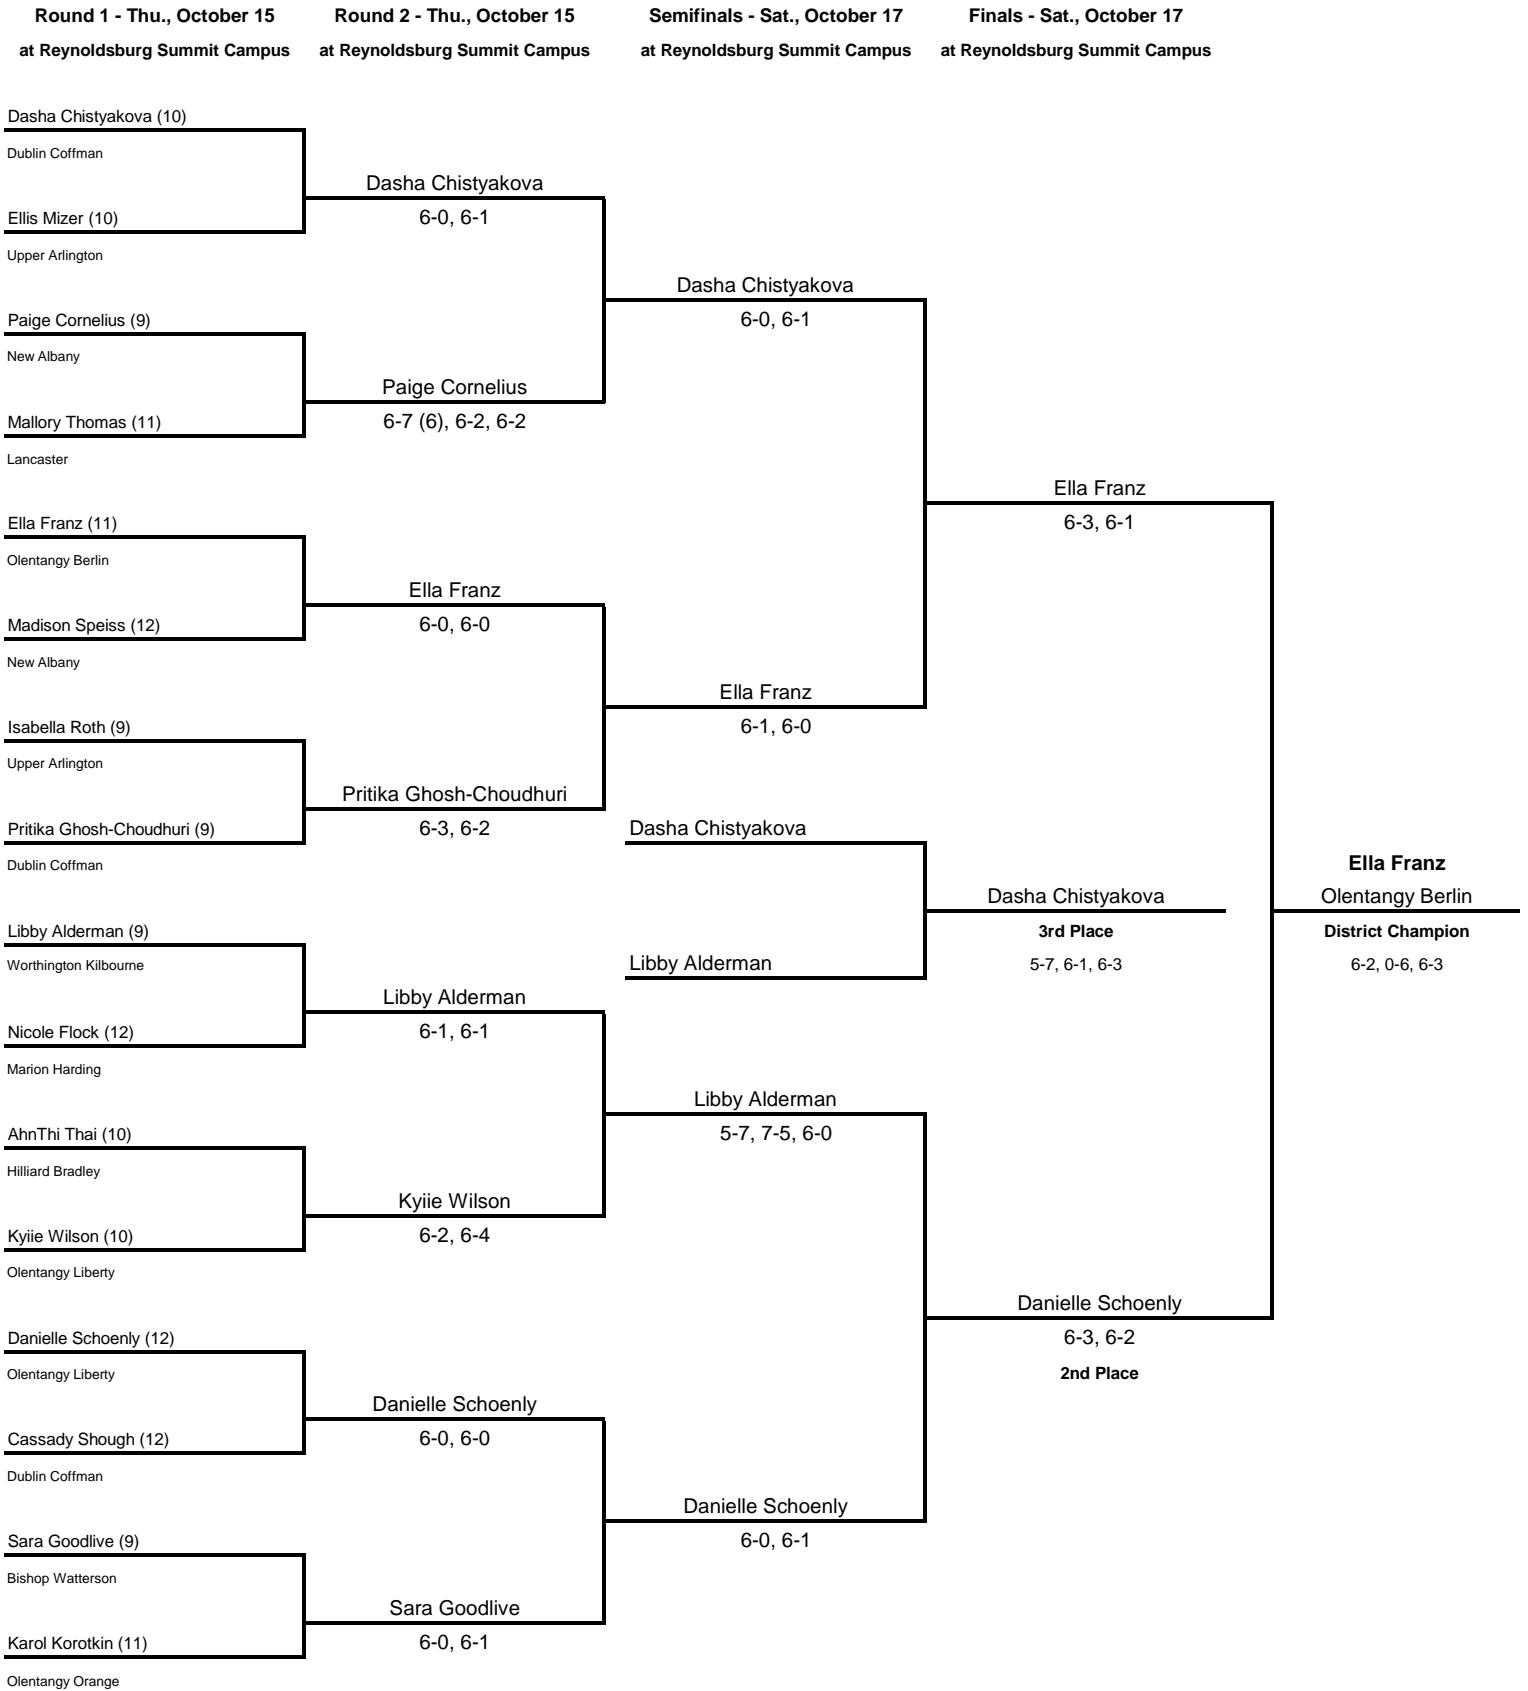 Round 1 - Thu., October 15
Round 2 - Thu., October 15
Semifinals - Sat., October 17
Finals - Sat., October 17
at Reynoldsburg Summit Campus
at Reynoldsburg Summit Campus
at Reynoldsburg Summit Campus
at Reynoldsburg Summit Campus
Dasha Chistyakova (10)
Dublin Coffman
Ellis Mizer (10)
Upper Arlington
Paige Cornelius (9)
New Albany
Mallory Thomas (11)
Lancaster
Ella Franz (11)
Olentangy Berlin
Madison Speiss (12)
New Albany
Isabella Roth (9)
Upper Arlington
Pritika Ghosh-Choudhuri (9)
Dublin Coffman
Libby Alderman (9)
Worthington Kilbourne
Nicole Flock (12)
Marion Harding
AhnThi Thai (10)
Hilliard Bradley
Kyiie Wilson (10)
Olentangy Liberty
Danielle Schoenly (12)
Olentangy Liberty
Cassady Shough (12)
Dublin Coffman
Sara Goodlive (9)
Bishop Watterson
Karol Korotkin (11)
Olentangy Orange
Dasha Chistyakova
6-0, 6-1
Paige Cornelius
6-7 (6), 6-2, 6-2
Ella Franz
6-0, 6-0
Pritika Ghosh-Choudhuri
6-3, 6-2
Libby Alderman
6-1, 6-1
Kyiie Wilson
6-2, 6-4
Danielle Schoenly
6-0, 6-0
Sara Goodlive
6-0, 6-1
Dasha Chistyakova
6-0, 6-1
Ella Franz
6-1, 6-0
Dasha Chistyakova
Libby Alderman
Libby Alderman
5-7, 7-5, 6-0
Danielle Schoenly
6-0, 6-1
Ella Franz
6-3, 6-1
Dasha Chistyakova
3rd Place
5-7, 6-1, 6-3
Danielle Schoenly
6-3, 6-2
2nd Place
Ella Franz
Olentangy Berlin
District Champion
6-2, 0-6, 6-3